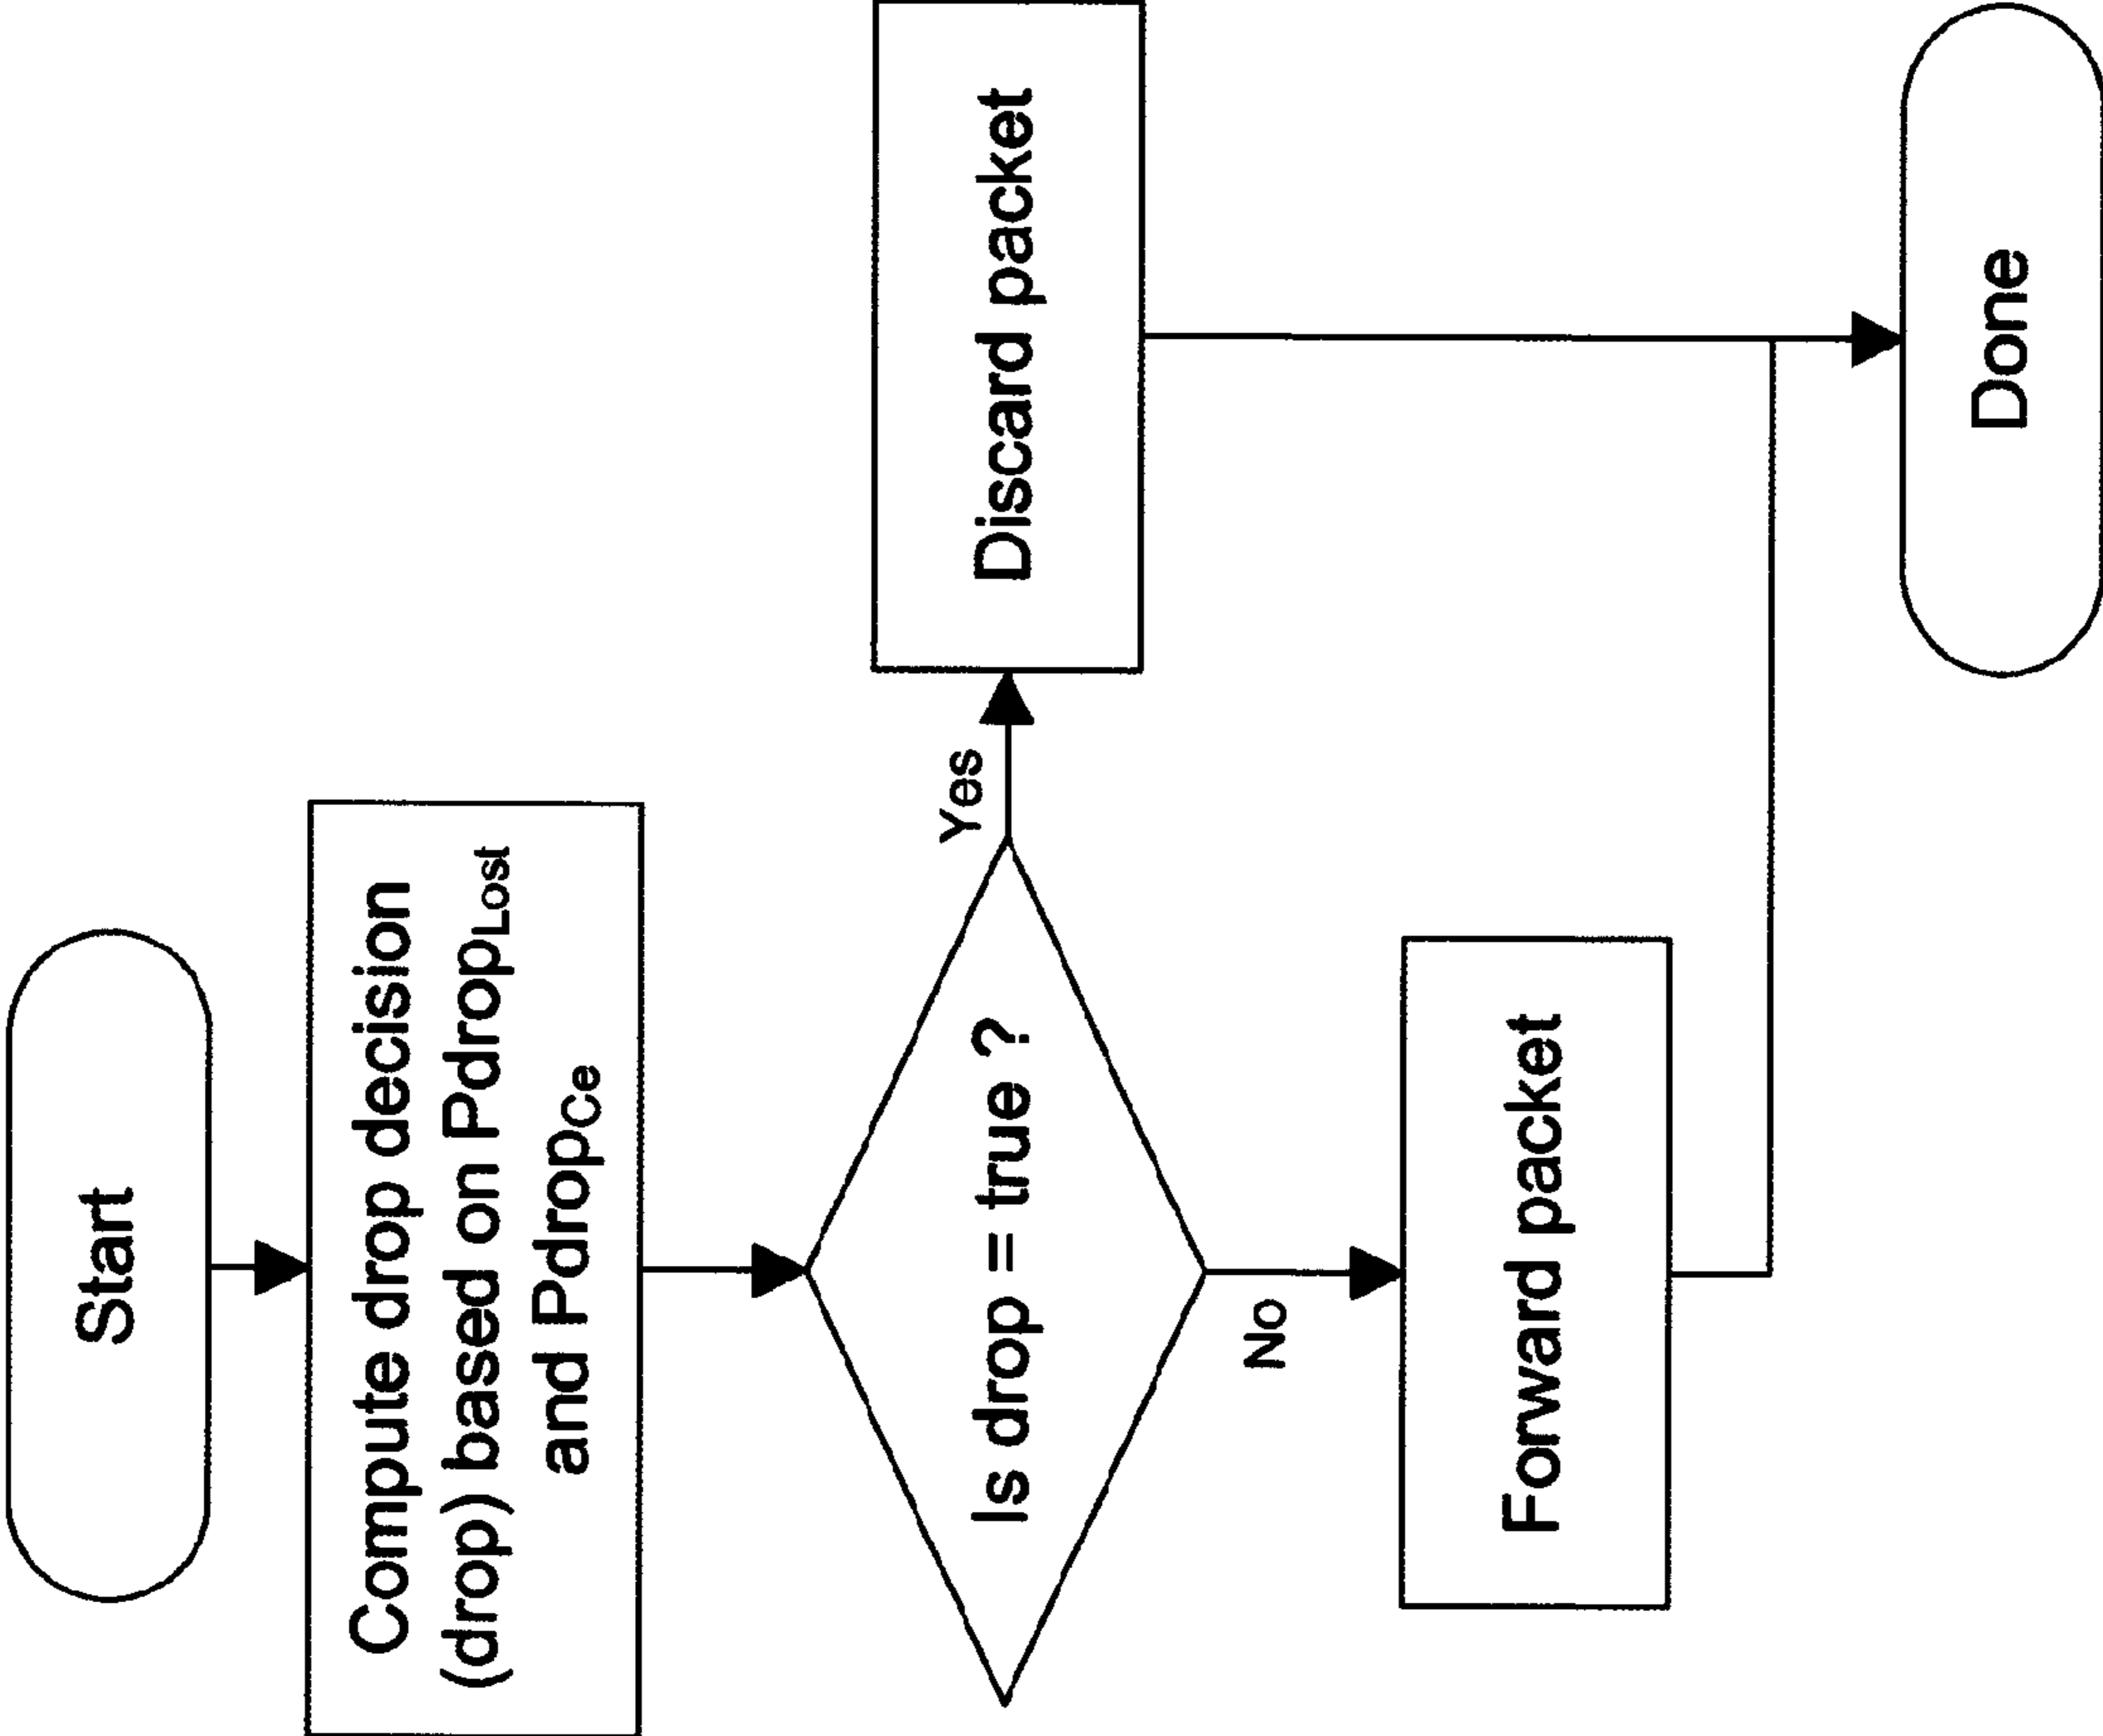 Start
Compute drop decision
(drop) based on PdropLost
and PdropCe
Is drop = true ?
Yes
Discard packet
No
Forward packet
Done